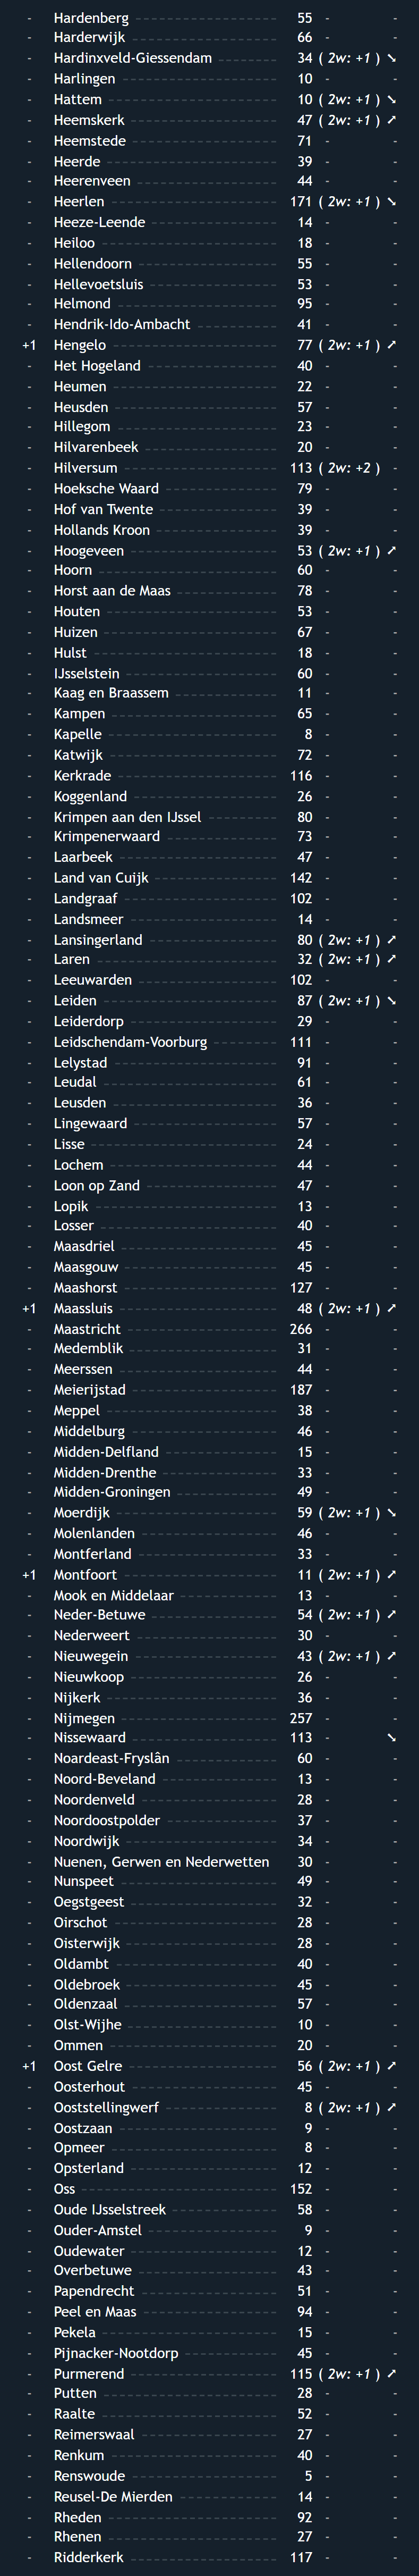 - Hardenberg 55 - -
- Harderwijk 66 - -
- Hardinxveld-Giessendam 34 ( 2w: +1 ) ➘
- Harlingen 10 - -
- Hattem 10 ( 2w: +1 ) ➘
- Heemskerk 47 ( 2w: +1 ) ➚
- Heemstede 71 - -
- Heerde 39 - -
- Heerenveen 44 - -
- Heerlen 171 ( 2w: +1 ) ➘
- Heeze-Leende 14 - -
- Heiloo 18 - -
- Hellendoorn 55 - -
- Hellevoetsluis 53 - -
- Helmond 95 - -
- Hendrik-Ido-Ambacht 41 - -
+1 Hengelo 77 ( 2w: +1 ) ➚
- Het Hogeland 40 - -
- Heumen 22 - -
- Heusden 57 - -
- Hillegom 23 - -
- Hilvarenbeek 20 - -
- Hilversum 113 ( 2w: +2 ) -
- Hoeksche Waard 79 - -
- Hof van Twente 39 - -
- Hollands Kroon 39 - -
- Hoogeveen 53 ( 2w: +1 ) ➚
- Hoorn 60 - -
- Horst aan de Maas 78 - -
- Houten 53 - -
- Huizen 67 - -
- Hulst 18 - -
- IJsselstein 60 - -
- Kaag en Braassem 11 - -
- Kampen 65 - -
- Kapelle 8 - -
- Katwijk 72 - -
- Kerkrade 116 - -
- Koggenland 26 - -
- Krimpen aan den IJssel 80 - -
- Krimpenerwaard 73 - -
- Laarbeek 47 - -
- Land van Cuijk 142 - -
- Landgraaf 102 - -
- Landsmeer 14 - -
- Lansingerland 80 ( 2w: +1 ) ➚
- Laren 32 ( 2w: +1 ) ➚
- Leeuwarden 102 - -
- Leiden 87 ( 2w: +1 ) ➘
- Leiderdorp 29 - -
- Leidschendam-Voorburg 111 - -
- Lelystad 91 - -
- Leudal 61 - -
- Leusden 36 - -
- Lingewaard 57 - -
- Lisse 24 - -
- Lochem 44 - -
- Loon op Zand 47 - -
- Lopik 13 - -
- Losser 40 - -
- Maasdriel 45 - -
- Maasgouw 45 - -
- Maashorst 127 - -
+1 Maassluis 48 ( 2w: +1 ) ➚
- Maastricht 266 - -
- Medemblik 31 - -
- Meerssen 44 - -
- Meierijstad 187 - -
- Meppel 38 - -
- Middelburg 46 - -
- Midden-Delfland 15 - -
- Midden-Drenthe 33 - -
- Midden-Groningen 49 - -
- Moerdijk 59 ( 2w: +1 ) ➘
- Molenlanden 46 - -
- Montferland 33 - -
+1 Montfoort 11 ( 2w: +1 ) ➚
- Mook en Middelaar 13 - -
- Neder-Betuwe 54 ( 2w: +1 ) ➚
- Nederweert 30 - -
- Nieuwegein 43 ( 2w: +1 ) ➚
- Nieuwkoop 26 - -
- Nijkerk 36 - -
- Nijmegen 257 - -
- Nissewaard 113 - ➘
- Noardeast-Fryslân 60 - -
- Noord-Beveland 13 - -
- Noordenveld 28 - -
- Noordoostpolder 37 - -
- Noordwijk 34 - -
- Nuenen, Gerwen en Nederwetten 30 - -
- Nunspeet 49 - -
- Oegstgeest 32 - -
- Oirschot 28 - -
- Oisterwijk 28 - -
- Oldambt 40 - -
- Oldebroek 45 - -
- Oldenzaal 57 - -
- Olst-Wijhe 10 - -
- Ommen 20 - -
+1 Oost Gelre 56 ( 2w: +1 ) ➚
- Oosterhout 45 - -
- Ooststellingwerf 8 ( 2w: +1 ) ➚
- Oostzaan 9 - -
- Opmeer 8 - -
- Opsterland 12 - -
- Oss 152 - -
- Oude IJsselstreek 58 - -
- Ouder-Amstel 9 - -
- Oudewater 12 - -
- Overbetuwe 43 - -
- Papendrecht 51 - -
- Peel en Maas 94 - -
- Pekela 15 - -
- Pijnacker-Nootdorp 45 - -
- Purmerend 115 ( 2w: +1 ) ➚
- Putten 28 - -
- Raalte 52 - -
- Reimerswaal 27 - -
- Renkum 40 - -
- Renswoude 5 - -
- Reusel-De Mierden 14 - -
- Rheden 92 - -
- Rhenen 27 - -
- Ridderkerk 117 - -